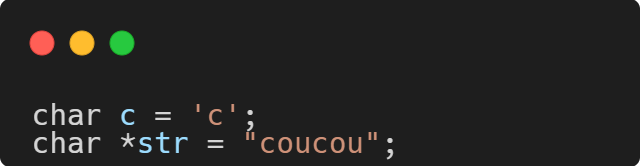 char c = 'c';
char *str = "coucou";